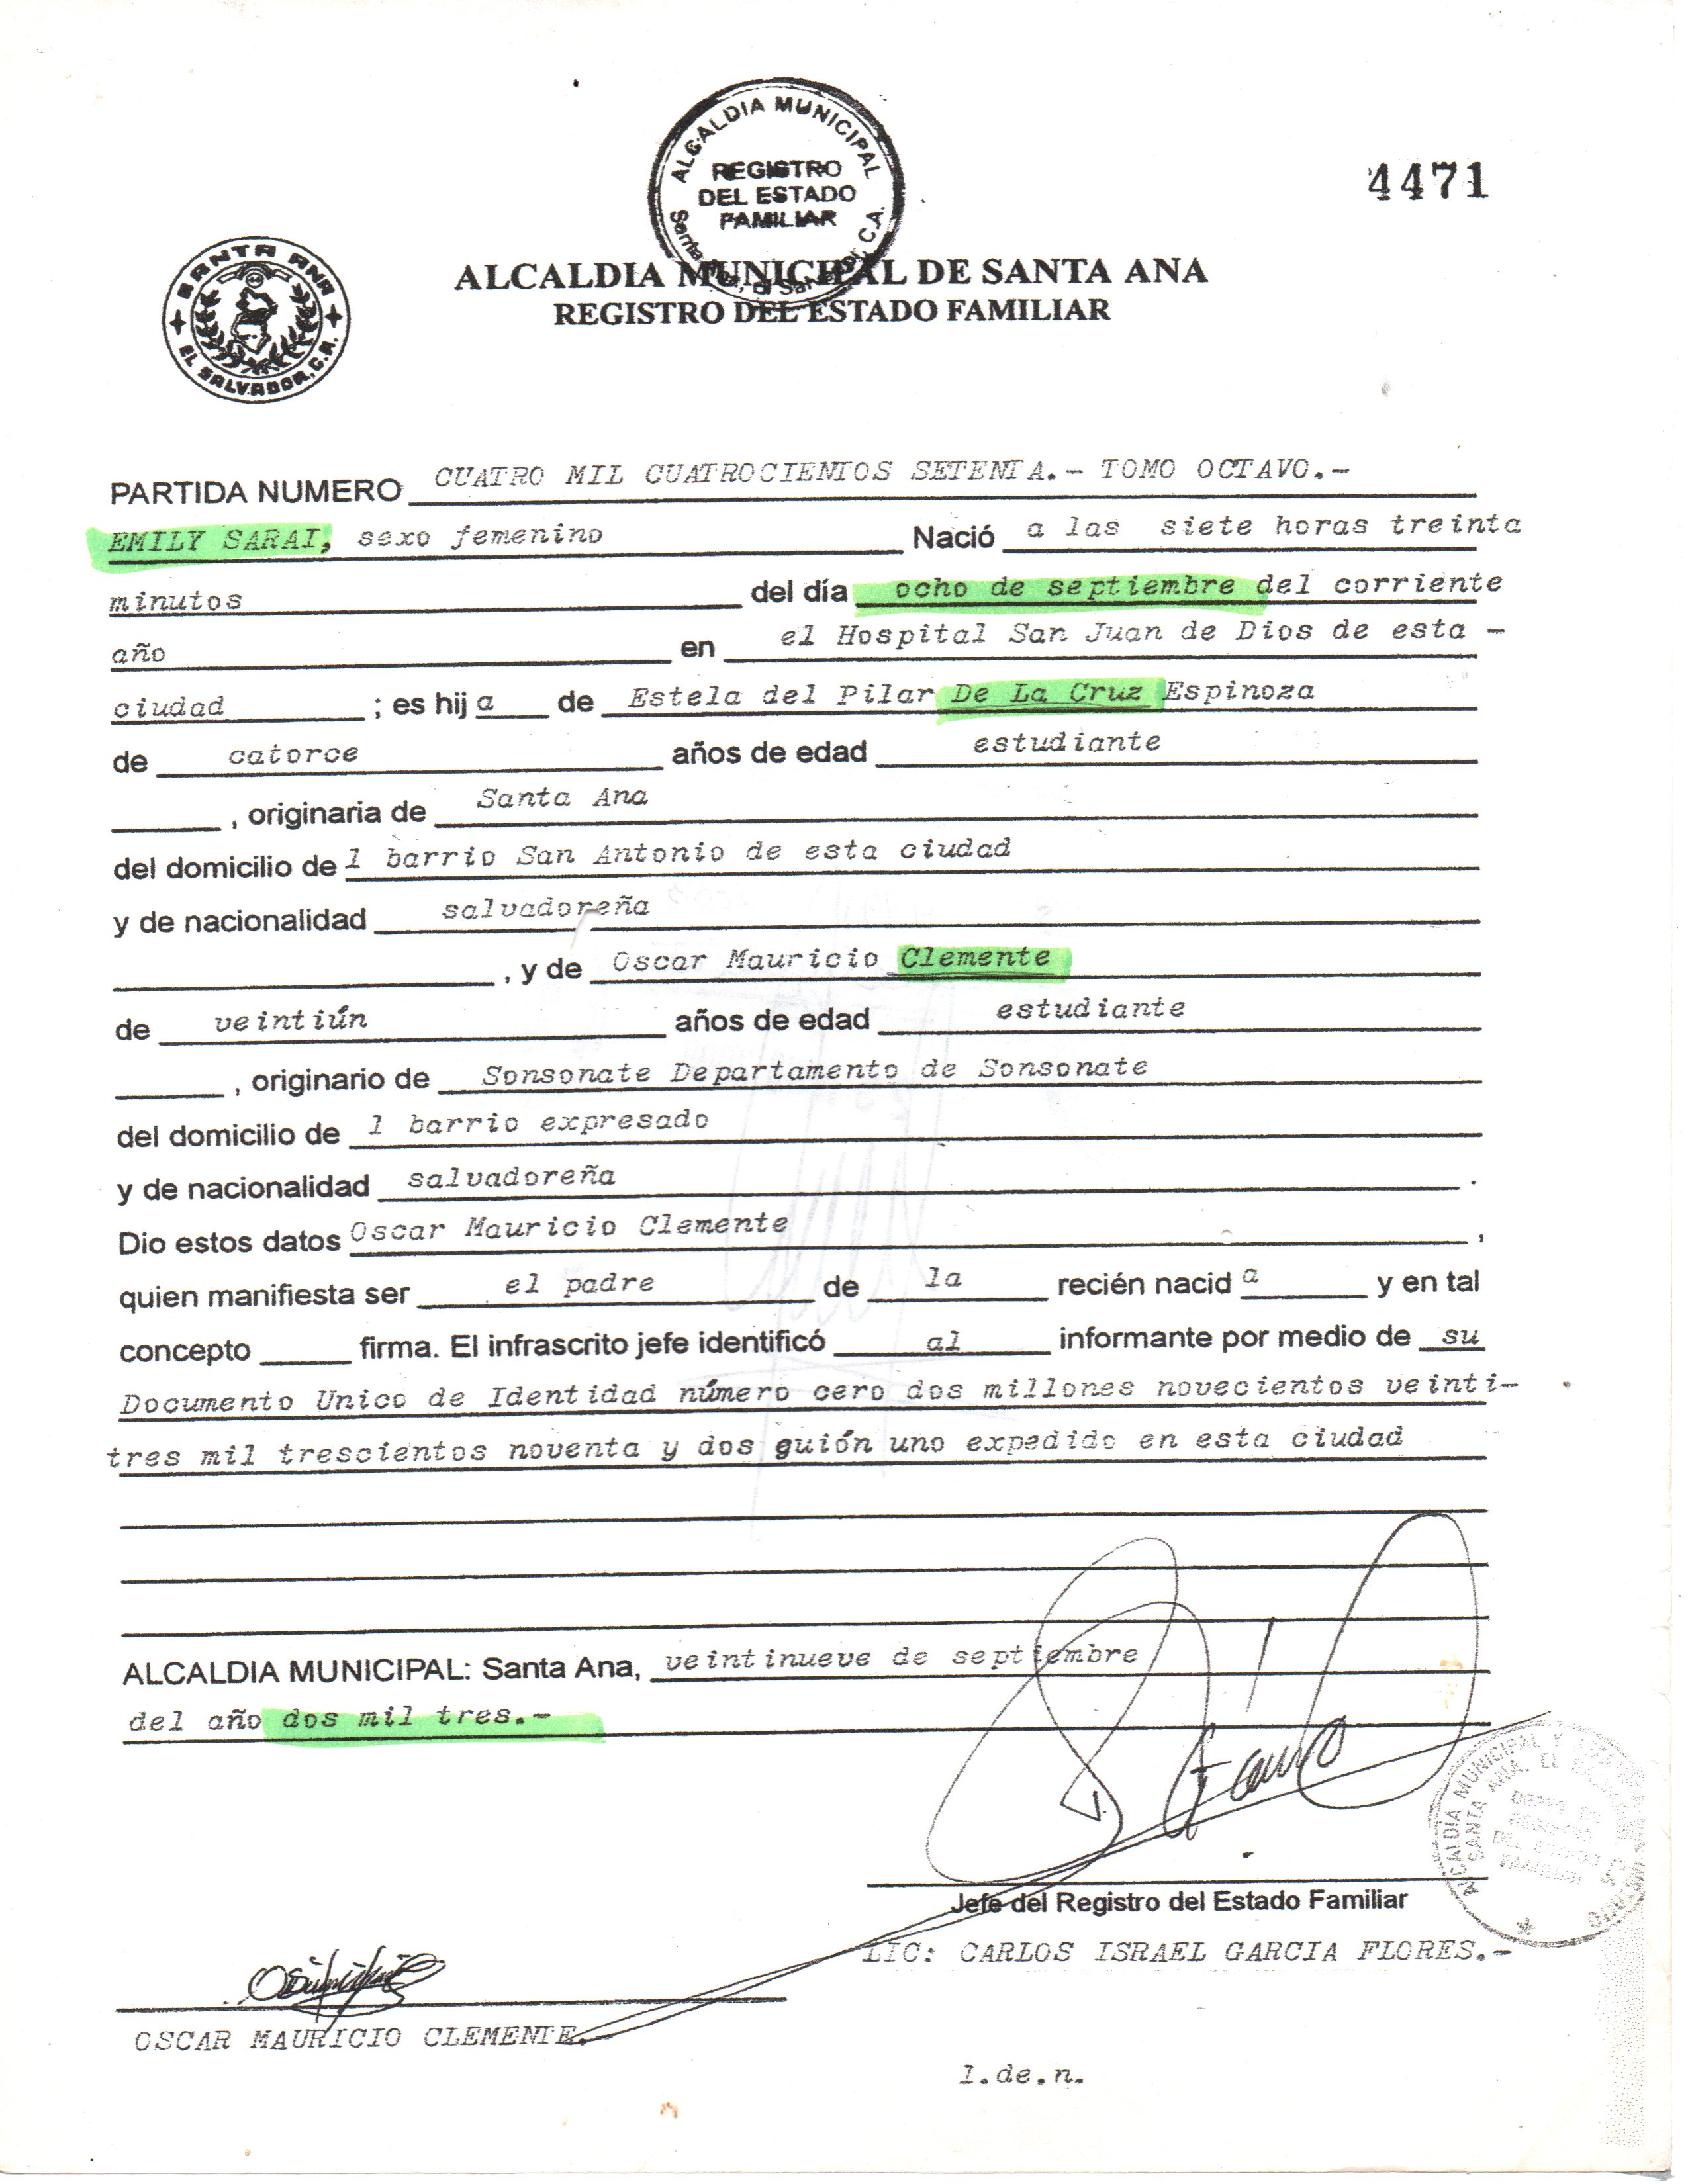 ALCALDIA MUNICIPAL
REGISTRO
DEL ESTADO
FAMILIAR
Santa Ana, El Salvador, C.A.
4471
SANTA ANA
EL SALVADOR, C.A.
ALCALDIA MUNICIPAL DE SANTA ANA
REGISTRO DEL ESTADO FAMILIAR
PARTIDA NUMERO CUATRO MIL CUATROCIENTOS SETENTA.- TOMO OCTAVO.-
EMILY SARAI, sexo femenino Nació a las siete horas treinta
minutos del día ocho de septiembre del corriente
año en el Hospital San Juan de Dios de esta -
ciudad ; es hij a de Estela del Pilar De La Cruz Espinoza
de catorce años de edad estudiante
, originaria de Santa Ana
del domicilio de l barrio San Antonio de esta ciudad
y de nacionalidad salvadoreña
, y de Oscar Mauricio Clemente
de veintiún años de edad estudiante
, originario de Sonsonate Departamento de Sonsonate
del domicilio de l barrio expresado
y de nacionalidad salvadoreña .
Dio estos datos Oscar Mauricio Clemente ,
quien manifiesta ser el padre de la recién nacid a y en tal
concepto firma. El infrascrito jefe identificó al informante por medio de su
Documento Unico de Identidad número cero dos millones novecientos veinti-
tres mil trescientos noventa y dos guión uno expedido en esta ciudad
ALCALDIA MUNICIPAL: Santa Ana, veintinueve de septiembre
del año dos mil tres.-
ALCALDÍA MUNICIPAL Y
SANTA ANA, EL
DEPTO. DE
REGISTRO
DEL ESTADO
FAMILIAR
Jefe del Registro del Estado Familiar
LIC: CARLOS ISRAEL GARCIA FLORES.-
OSCAR MAURICIO CLEMENTE.-
l.de.n.